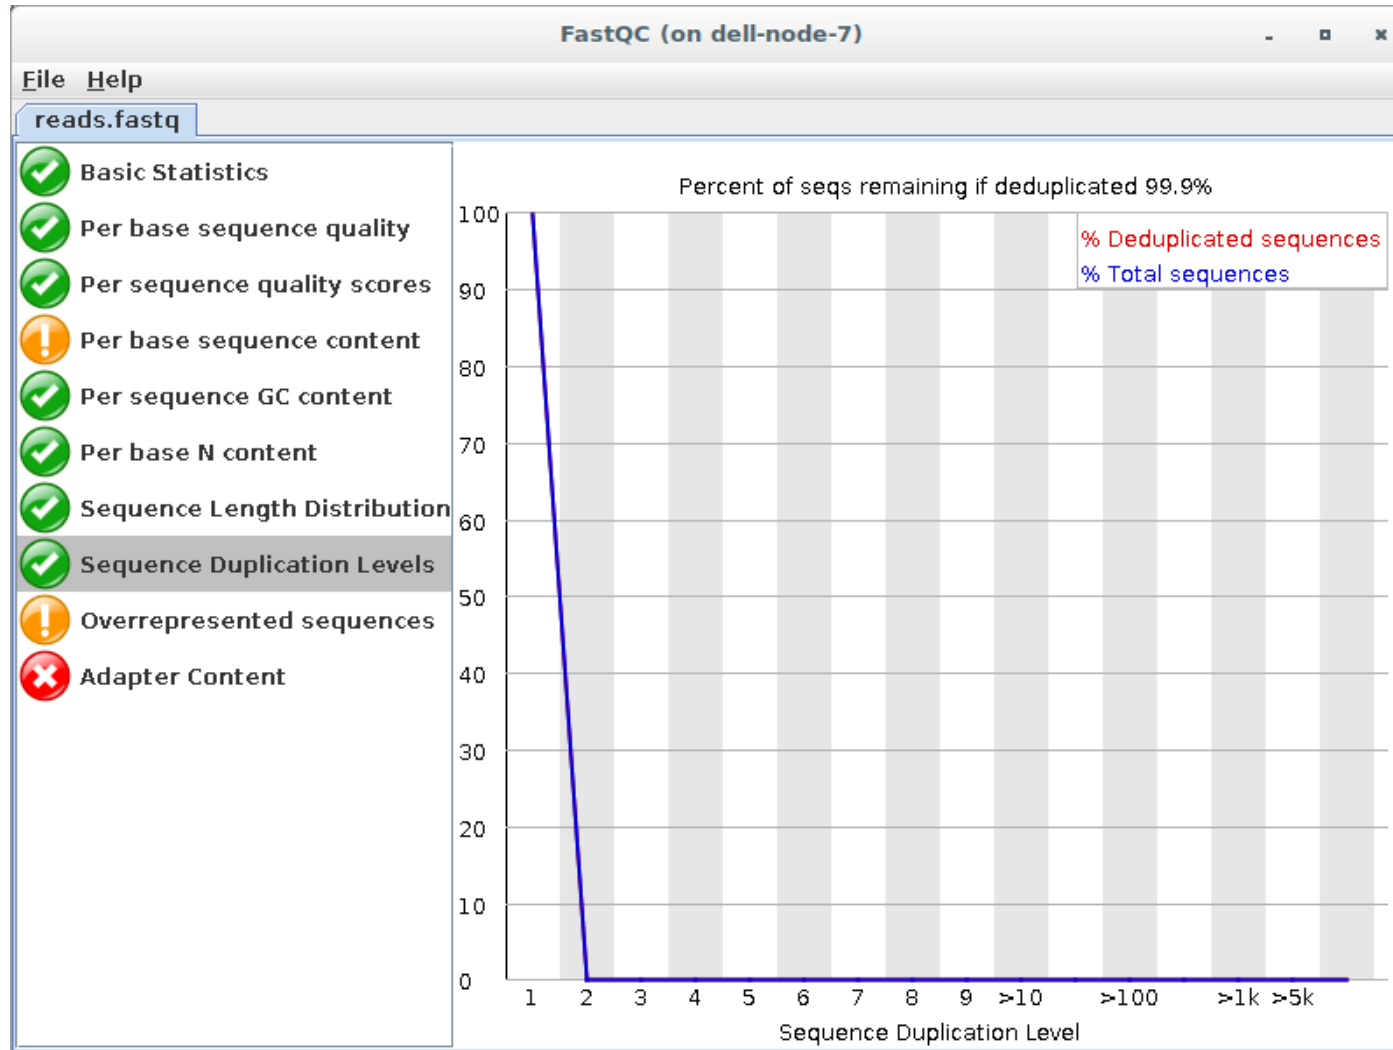 FastQC (on dell-node-7)
File Help
reads.fastq
Basic Statistics
Per base sequence quality
Per sequence quality scores
Per base sequence content
Per sequence GC content
Per base N content
Sequence Length Distribution
Sequence Duplication Levels
Overrepresented sequences
Adapter Content
Percent of seqs remaining if deduplicated 99.9%
% Deduplicated sequences
% Total sequences
100
90
80
70
60
50
40
30
20
10
0
1 2 3 4 5 6 7 8 9 >10 >100 >1k >5k
Sequence Duplication Level